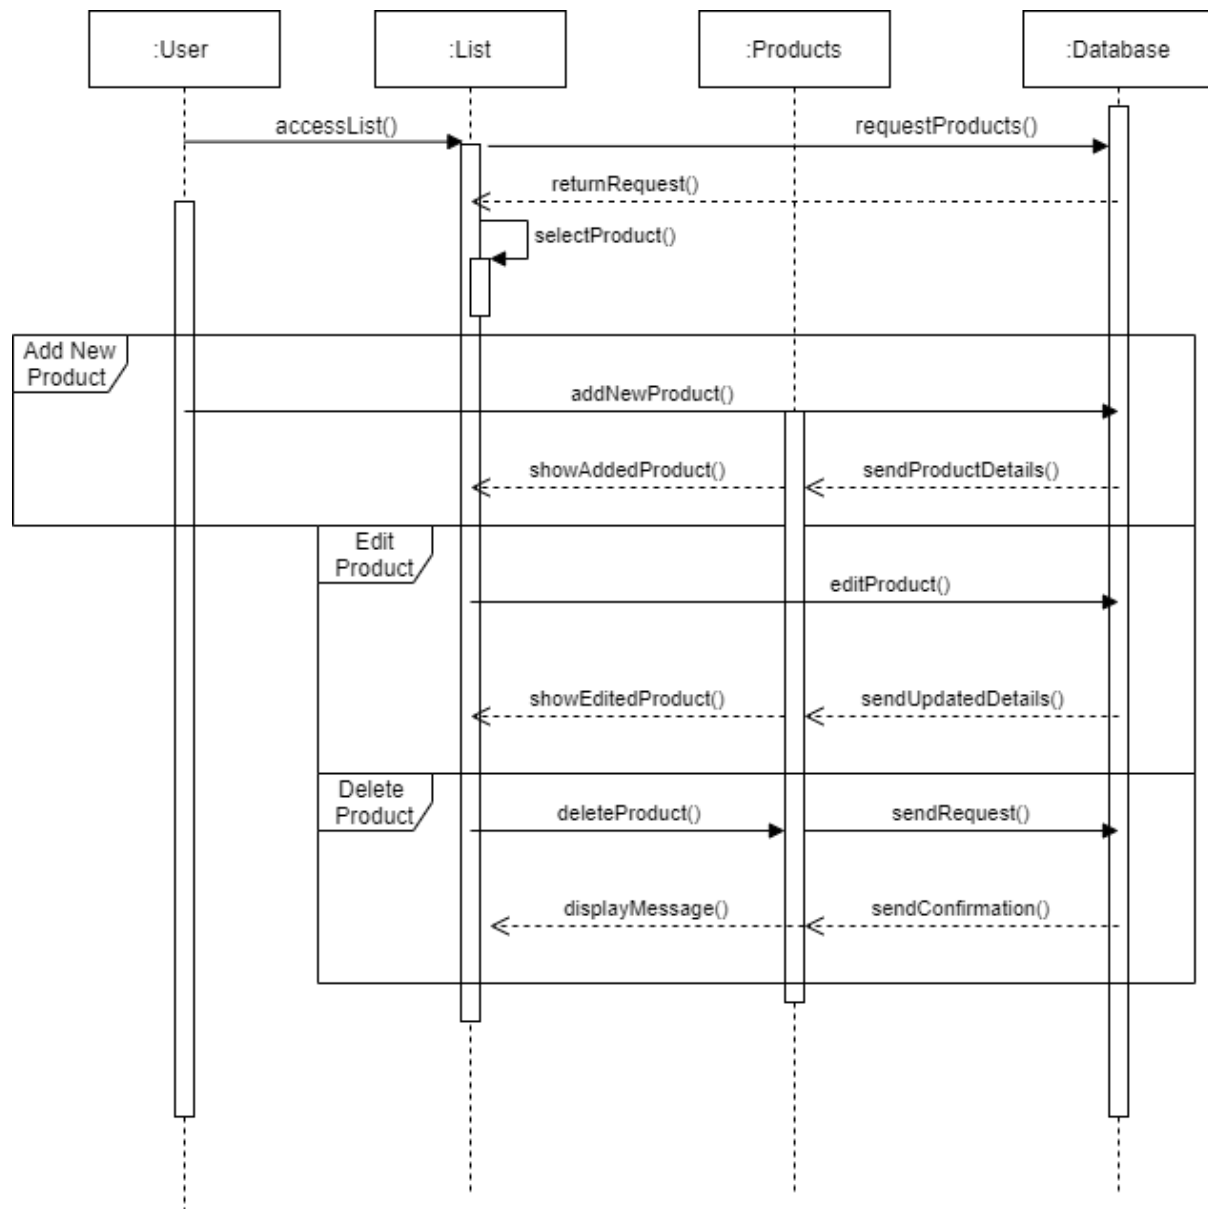 :User
:List
:Products
:Database
accessList()
requestProducts()
returnRequest()
selectProduct()
Add New
Product
addNewProduct()
showAddedProduct()
sendProductDetails()
Edit
Product
editProduct()
showEditedProduct()
sendUpdatedDetails()
Delete
Product
deleteProduct()
sendRequest()
displayMessage()
sendConfirmation()